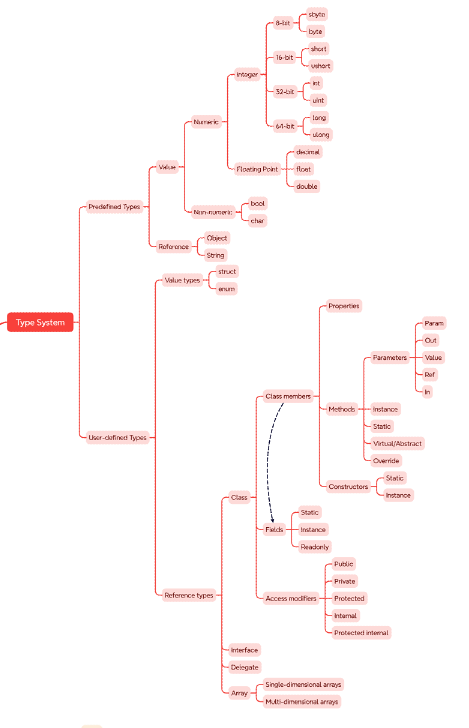 Type System
Predefined Types
Value
Numeric
Integer
8-bit
sbyte
byte
16-bit
short
ushort
32-bit
int
uint
64-bit
long
ulong
Floating Point
decimal
float
double
Non-numeric
bool
char
Reference
Object
String
User-defined Types
Value types
struct
enum
Reference types
Class
Class members
Properties
Methods
Parameters
Param
Out
Value
Ref
In
Instance
Static
Virtual/Abstract
Override
Constructors
Static
Instance
Fields
Static
Instance
Readonly
Access modifiers
Public
Private
Protected
Internal
Protected internal
Interface
Delegate
Array
Single-dimensional arrays
Multi-dimensional arrays